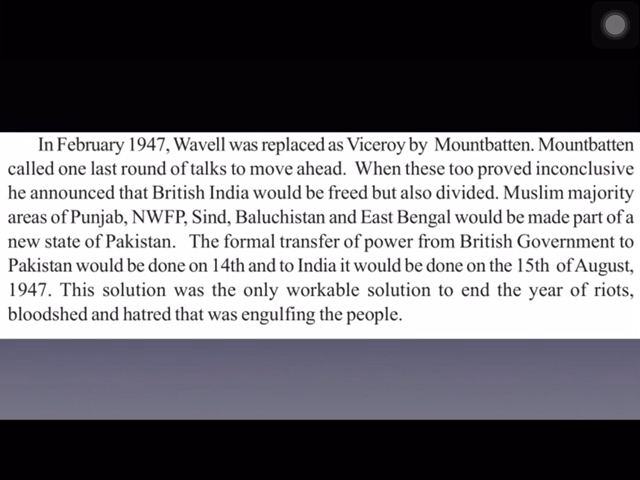 In February 1947, Wavell was replaced as Viceroy by Mountbatten. Mountbatten
called one last round of talks to move ahead. When these too proved inconclusive
he announced that British India would be freed but also divided. Muslim majority
areas of Punjab, NWFP, Sind, Baluchistan and East Bengal would be made part of a
new state of Pakistan. The formal transfer of power from British Government to
Pakistan would be done on 14th and to India it would be done on the 15th of August,
1947. This solution was the only workable solution to end the year of riots,
bloodshed and hatred that was engulfing the people.